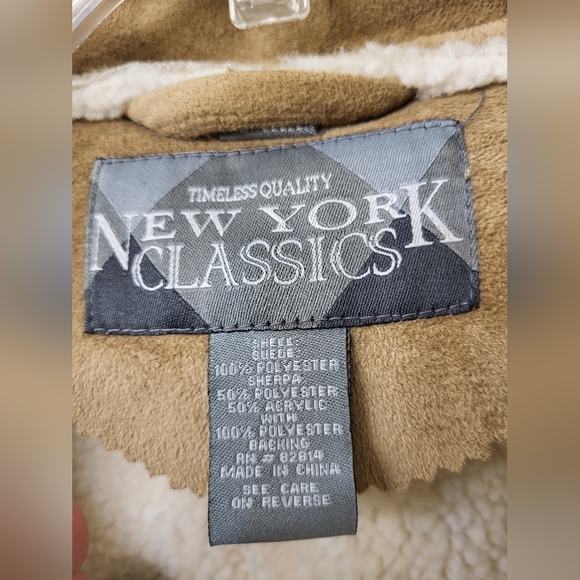 TIMELESS QUALITY
NEW YORK
CLASSICS
SHELL:
SUEDE:
100% POLYESTER
SHERPA:
50% POLYESTER
50% ACRYLIC
WITH
100% POLYESTER
BACKING
RN # 82814
MADE IN CHINA
SEE CARE
ON REVERSE